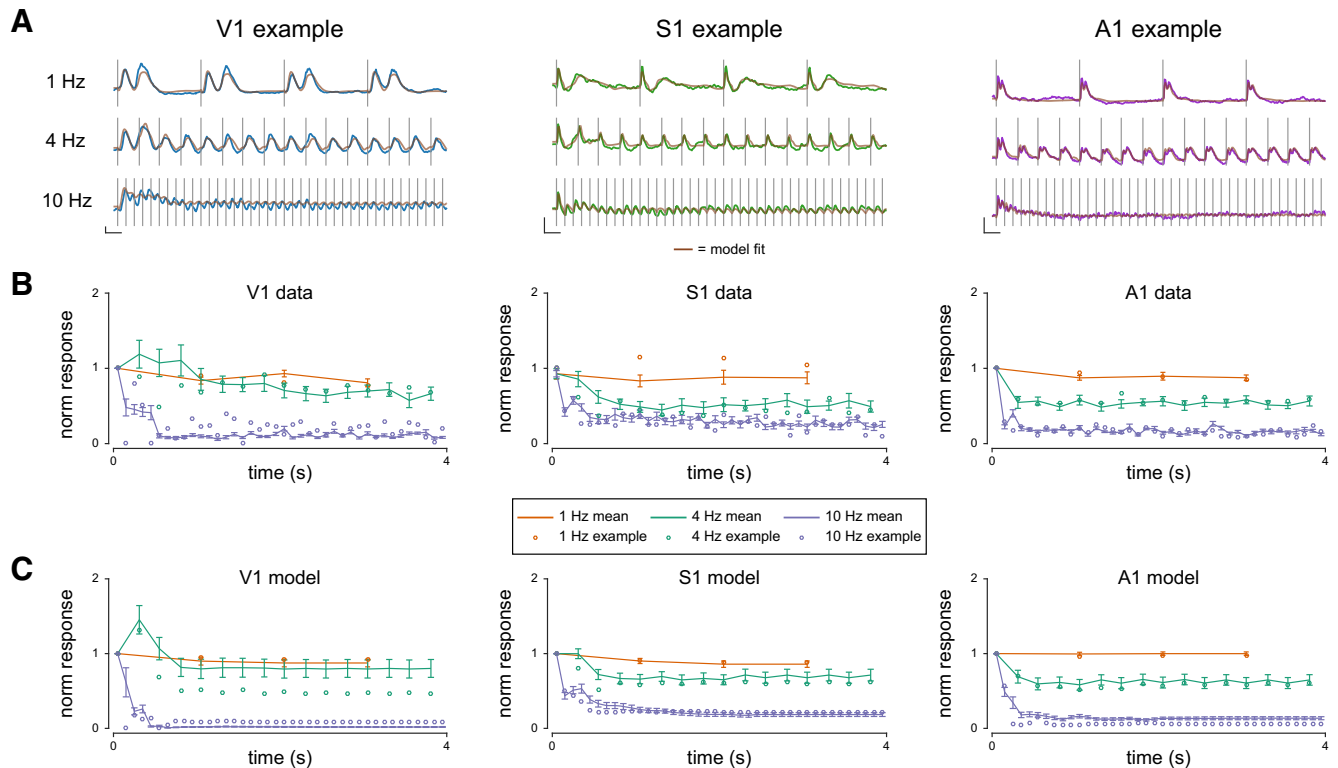 A
V1 example
S1 example
A1 example
1 Hz
4 Hz
10 Hz
= model fit
B
V1 data
S1 data
A1 data
2
1
0
norm response
0
4
time (s)
2
1
0
norm response
0
4
time (s)
2
1
0
norm response
0
4
time (s)
1 Hz mean
4 Hz mean
10 Hz mean
1 Hz example
4 Hz example
10 Hz example
C
V1 model
S1 model
A1 model
2
1
0
norm response
0
4
time (s)
2
1
0
norm response
0
4
time (s)
2
1
0
norm response
0
4
time (s)